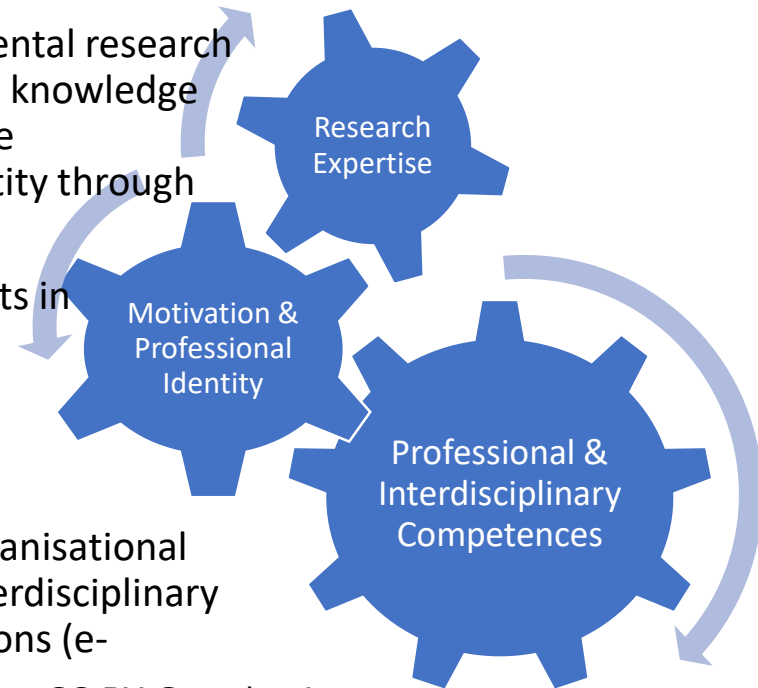 ental research
knowledge
e
tity through
ts in
anisational
erdisciplinary
ons (e-
Research
Expertise
Motivation &
Professional
Identity
Professional &
Interdisciplinary
Competences